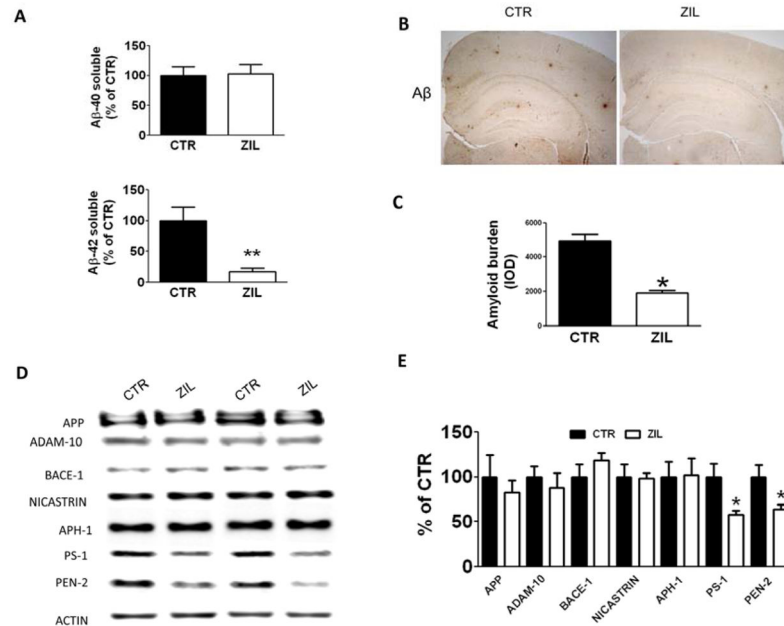 A
Aβ-40 soluble
(% of CTR)
150
100
50
0
CTR ZIL
Aβ-42 soluble
(% of CTR)
150
100
50
0
**
CTR ZIL
B
CTR ZIL
Aβ
C
Amyloid burden
(IOD)
6000
4000
2000
0
*
CTR ZIL
D
CTR ZIL CTR ZIL
APP
ADAM-10
BACE-1
NICASTRIN
APH-1
PS-1
PEN-2
ACTIN
E
% of CTR
150
100
50
0
CTR ZIL
* *
APP ADAM-10 BACE-1 NICASTRIN APH-1 PS-1 PEN-2